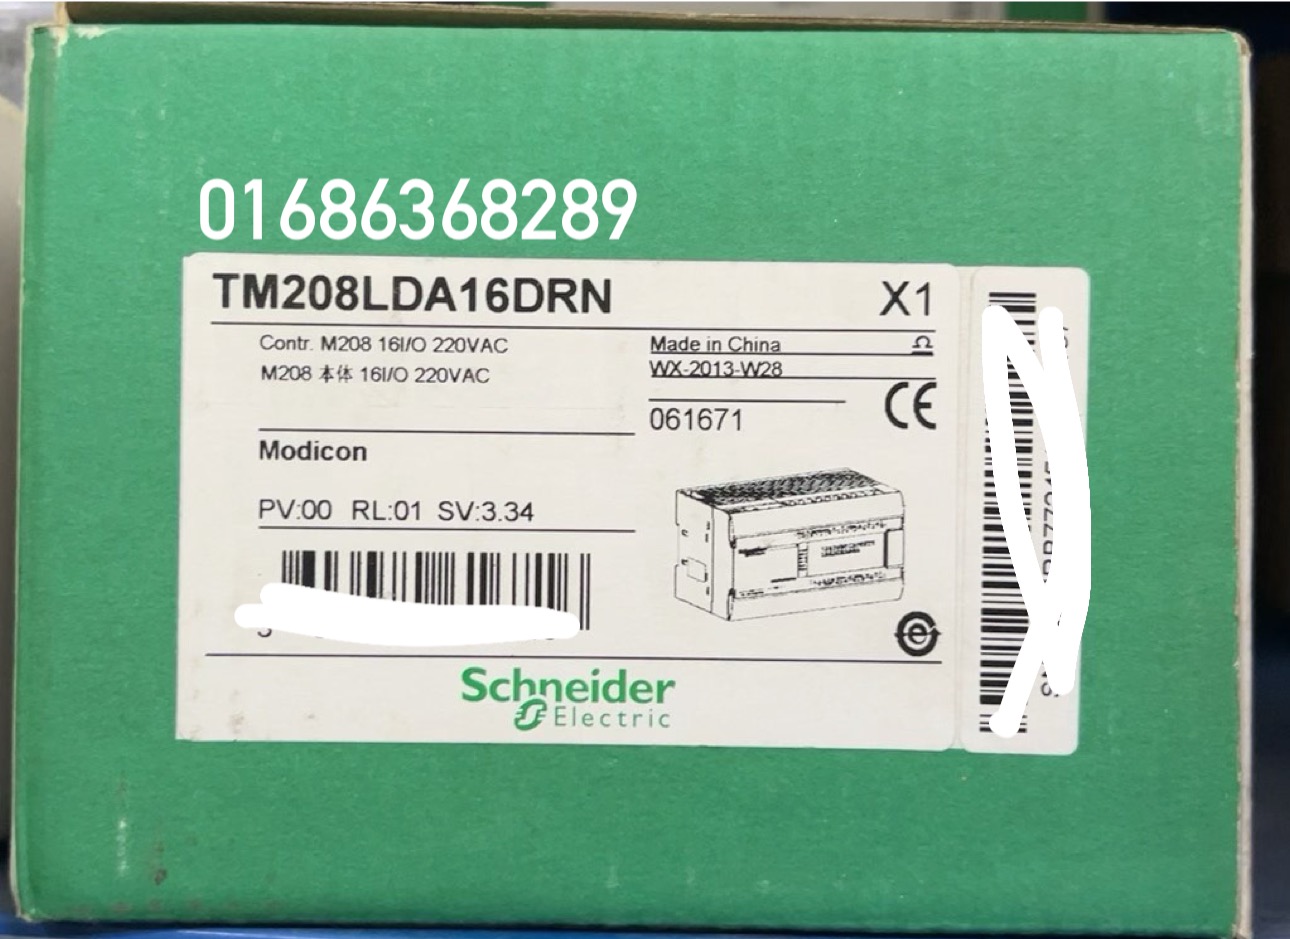 01686368289
TM208LDA16DRN X1
Contr. M208 16I/O 220VAC
M208 本体 16I/O 220VAC
Made in China
WX-2013-W28
CE
061671
Modicon
PV:00 RL:01 SV:3.34
Schneider
Electric